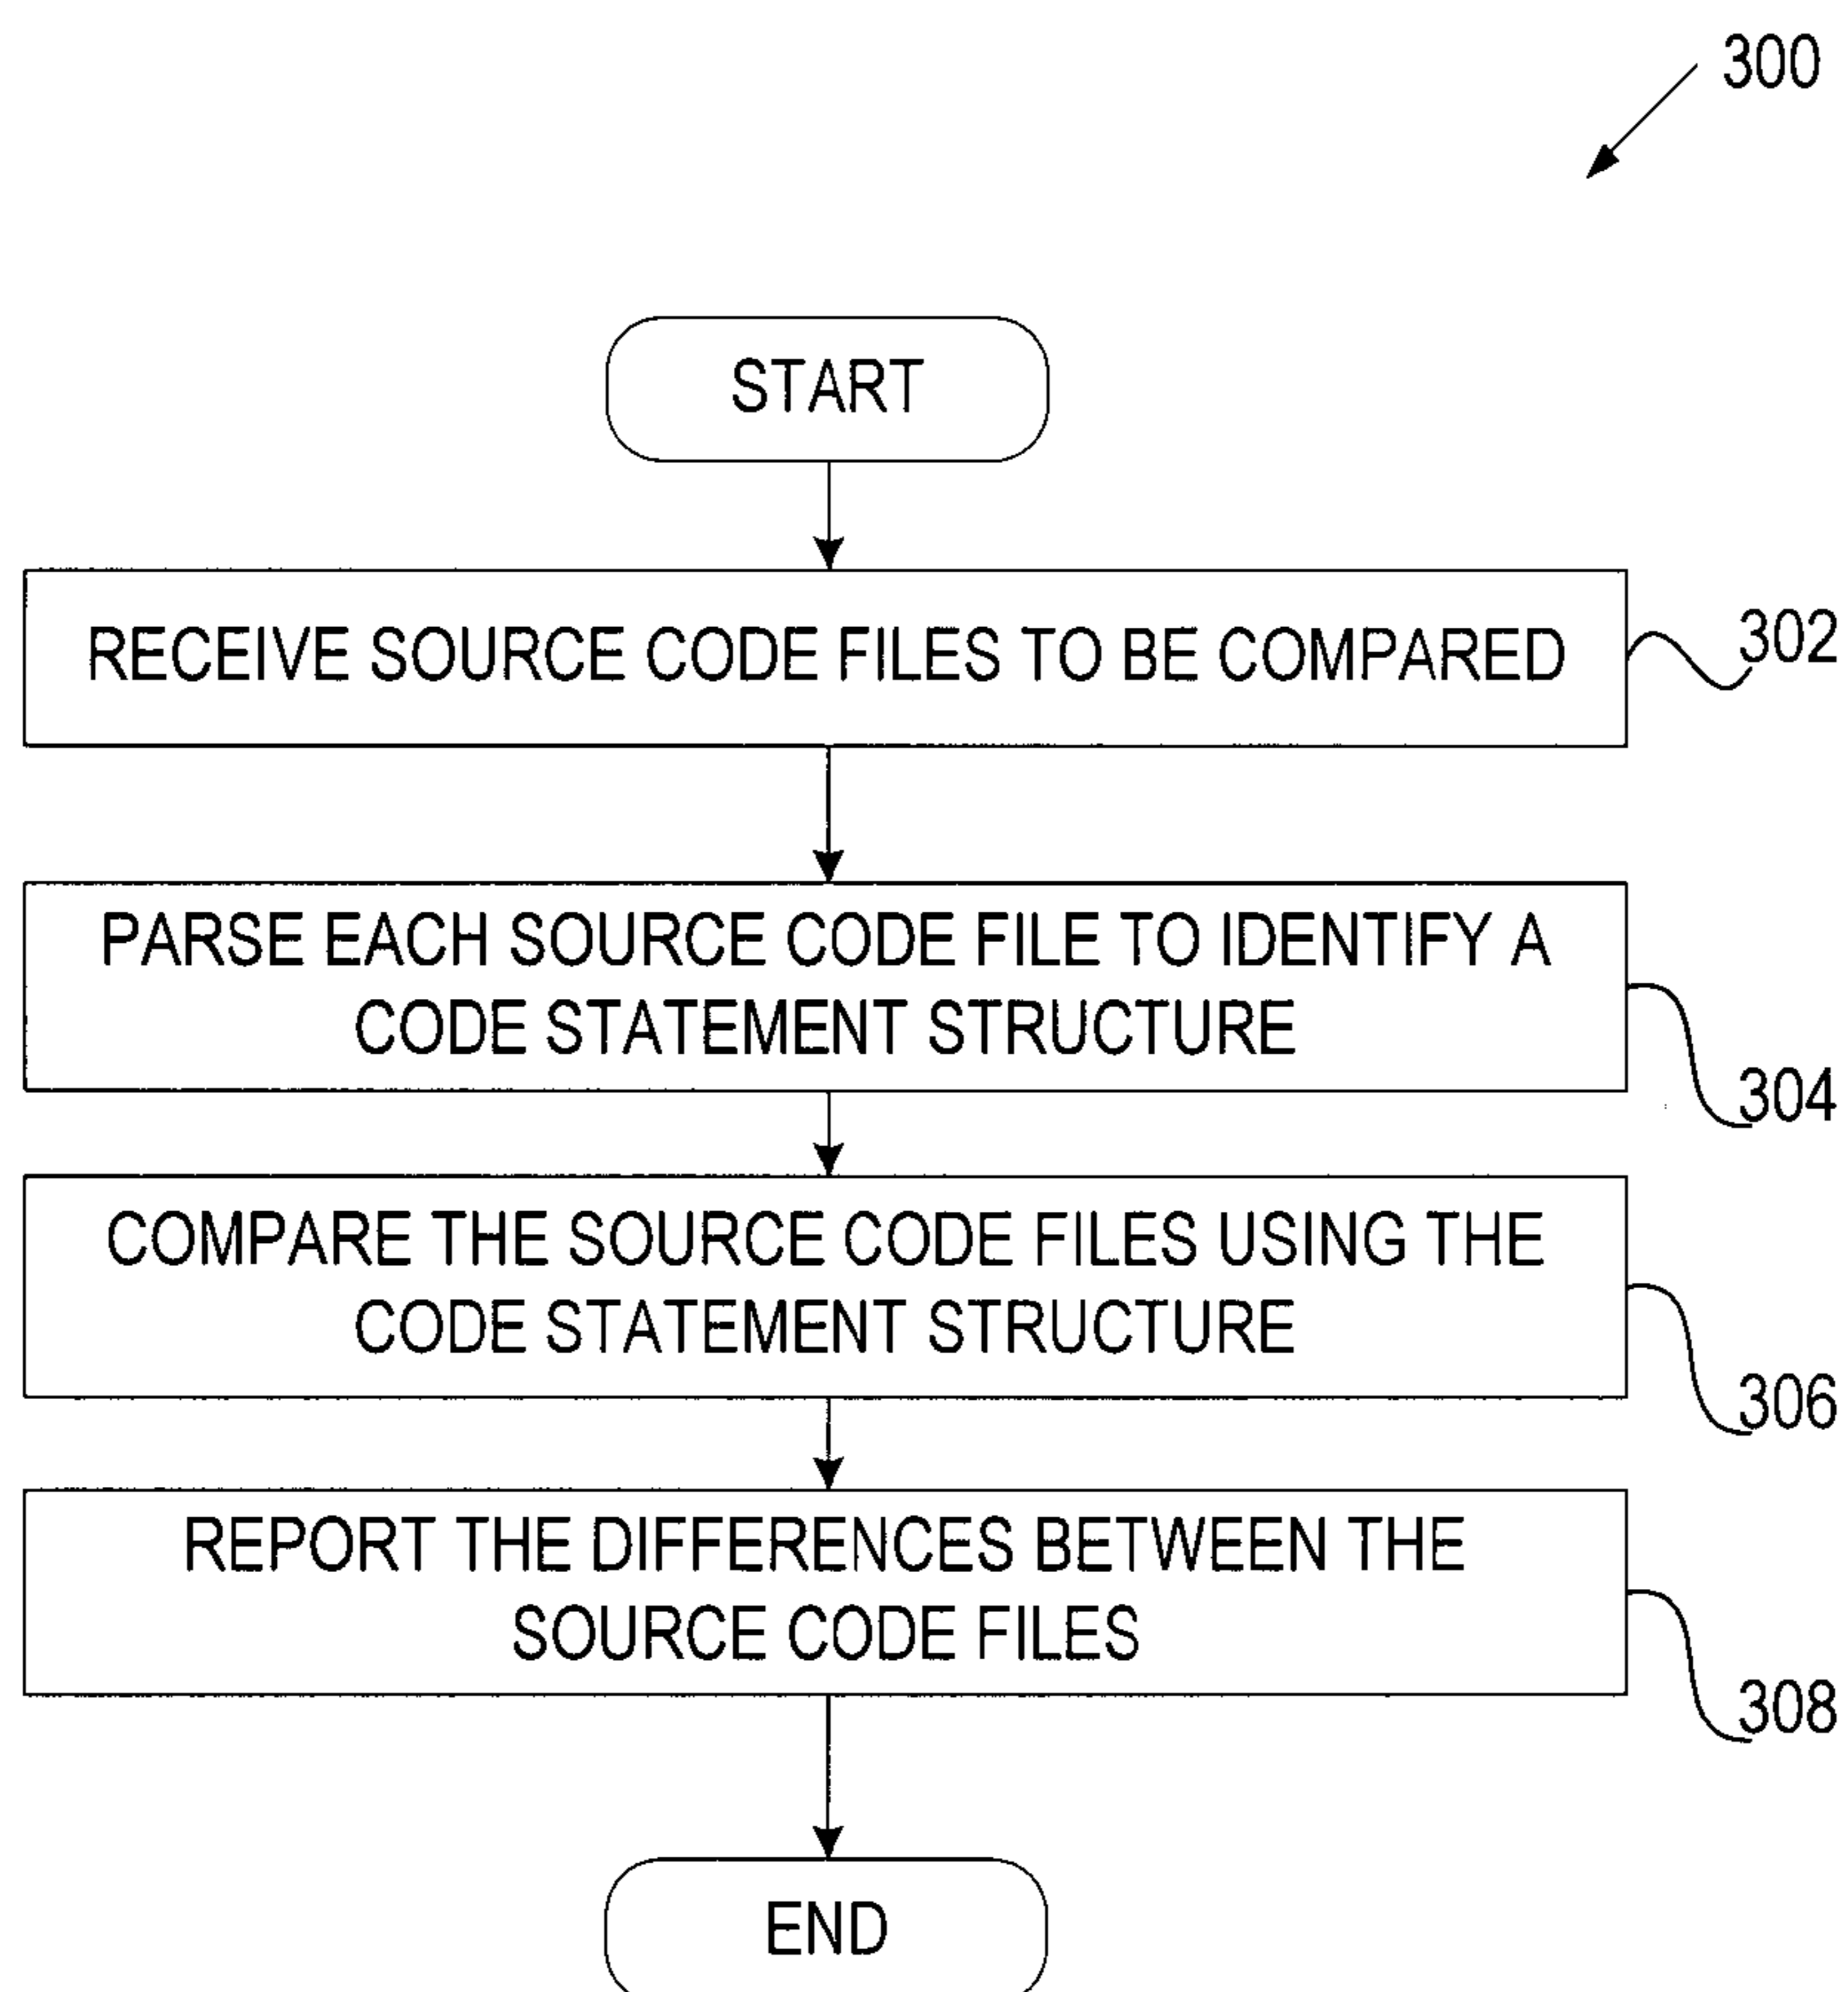 300
START
RECEIVE SOURCE CODE FILES TO BE COMPARED
302
PARSE EACH SOURCE CODE FILE TO IDENTIFY A
CODE STATEMENT STRUCTURE
304
COMPARE THE SOURCE CODE FILES USING THE
CODE STATEMENT STRUCTURE
306
REPORT THE DIFFERENCES BETWEEN THE
SOURCE CODE FILES
308
END